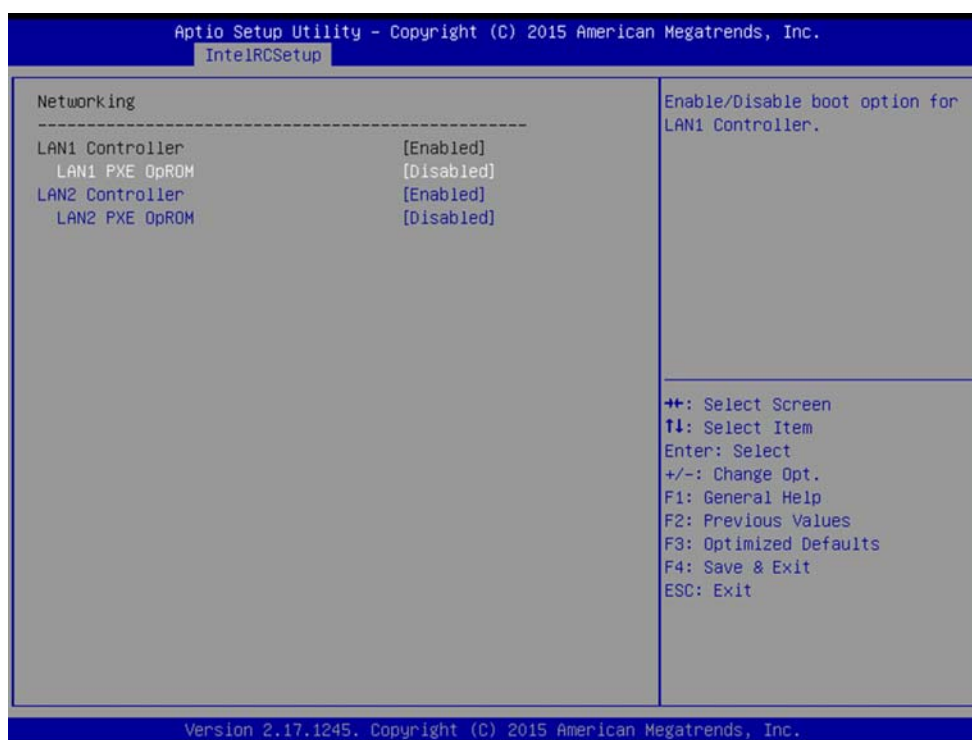 Aptio Setup Utility – Copyright (C) 2015 American Megatrends, Inc.
IntelRCSetup
Networking
--------------------------------------------------
LAN1 Controller [Enabled]
LAN1 PXE OpROM [Disabled]
LAN2 Controller [Enabled]
LAN2 PXE OpROM [Disabled]
Enable/Disable boot option for
LAN1 Controller.
→←: Select Screen
↑↓: Select Item
Enter: Select
+/-: Change Opt.
F1: General Help
F2: Previous Values
F3: Optimized Defaults
F4: Save & Exit
ESC: Exit
Version 2.17.1245. Copyright (C) 2015 American Megatrends, Inc.